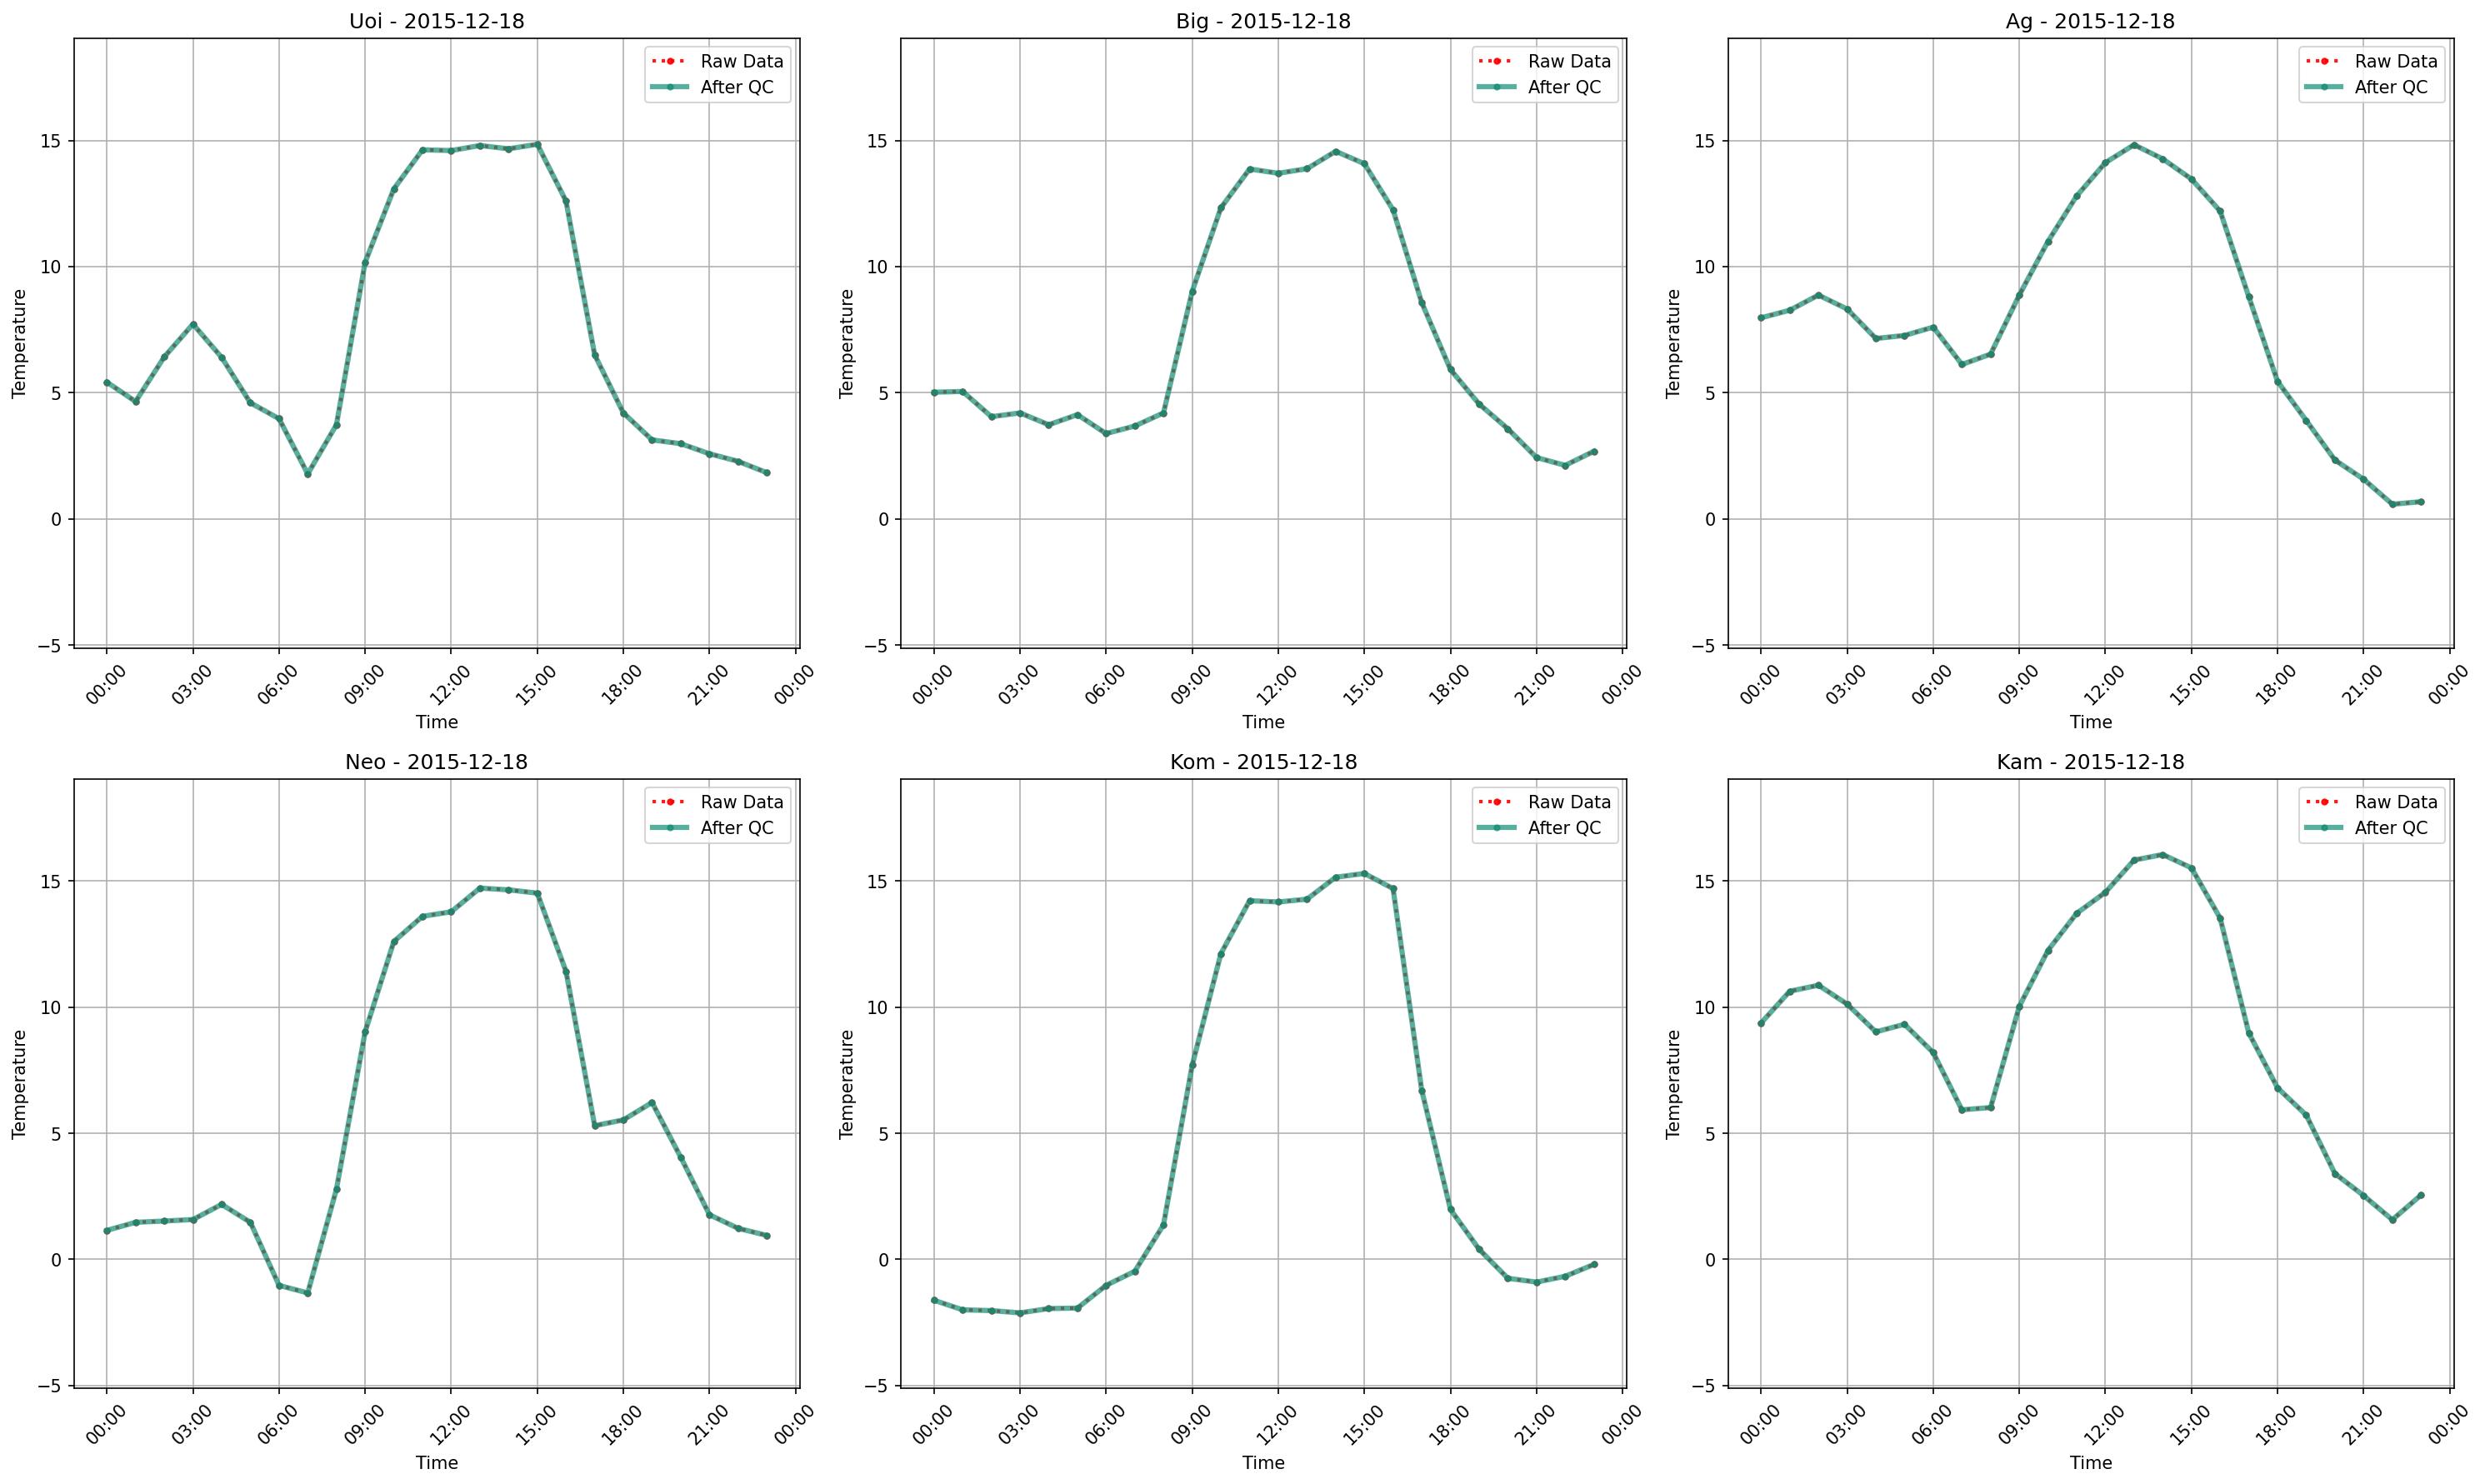 Uoi - 2015-12-18
Raw Data
After QC
Temperature
15
10
5
0
−5
00:00
03:00
06:00
09:00
12:00
15:00
18:00
21:00
00:00
Time
Big - 2015-12-18
Raw Data
After QC
Temperature
15
10
5
0
−5
00:00
03:00
06:00
09:00
12:00
15:00
18:00
21:00
00:00
Time
Ag - 2015-12-18
Raw Data
After QC
Temperature
15
10
5
0
−5
00:00
03:00
06:00
09:00
12:00
15:00
18:00
21:00
00:00
Time
Neo - 2015-12-18
Raw Data
After QC
Temperature
15
10
5
0
−5
00:00
03:00
06:00
09:00
12:00
15:00
18:00
21:00
00:00
Time
Kom - 2015-12-18
Raw Data
After QC
Temperature
15
10
5
0
−5
00:00
03:00
06:00
09:00
12:00
15:00
18:00
21:00
00:00
Time
Kam - 2015-12-18
Raw Data
After QC
Temperature
15
10
5
0
−5
00:00
03:00
06:00
09:00
12:00
15:00
18:00
21:00
00:00
Time